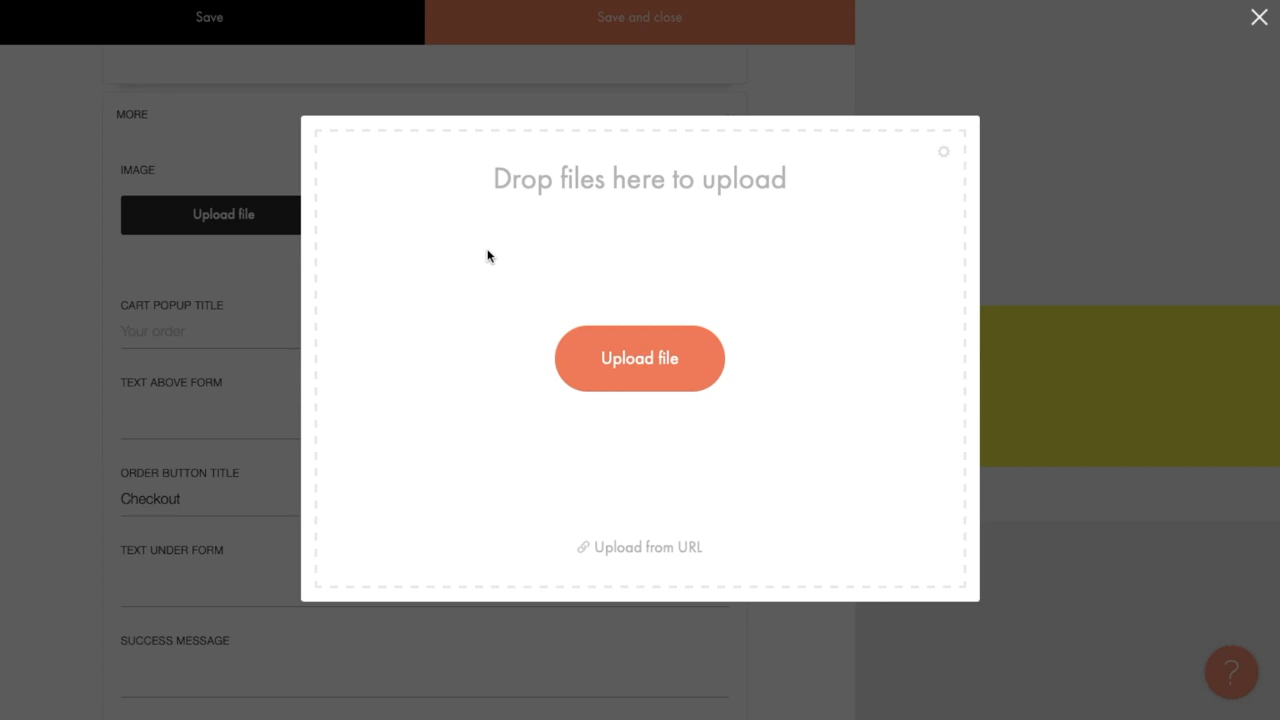 Save
Save and close
MORE
IMAGE
Upload file
CART POPUP TITLE
Your order
TEXT ABOVE FORM
ORDER BUTTON TITLE
Checkout
TEXT UNDER FORM
SUCCESS MESSAGE
Drop files here to upload
Upload file
Upload from URL
?